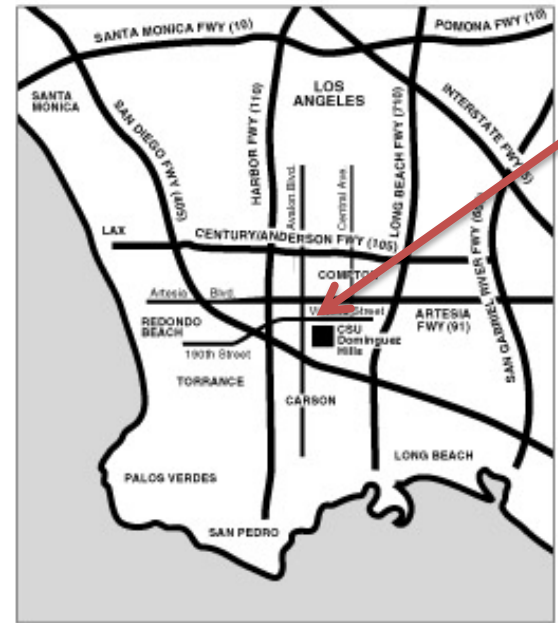 SANTA MONICA FWY (10)
POMONA FWY (10)
SANTA
MONICA
LOS
ANGELES
SAN DIEGO FWY (405)
HARBOR FWY (110)
Avalon Blvd.
Central Ave.
LONG BEACH FWY (710)
INTERSTATE FWY (5)
SAN GABRIEL RIVER FWY
LAX
CENTURY/ANDERSON FWY (105)
COMPTON
Artesia Blvd.
Street
ARTESIA
FWY (91)
REDONDO
BEACH
CSU
Dominguez
Hills
190th Street
TORRANCE
CARSON
LONG BEACH
PALOS VERDES
SAN PEDRO